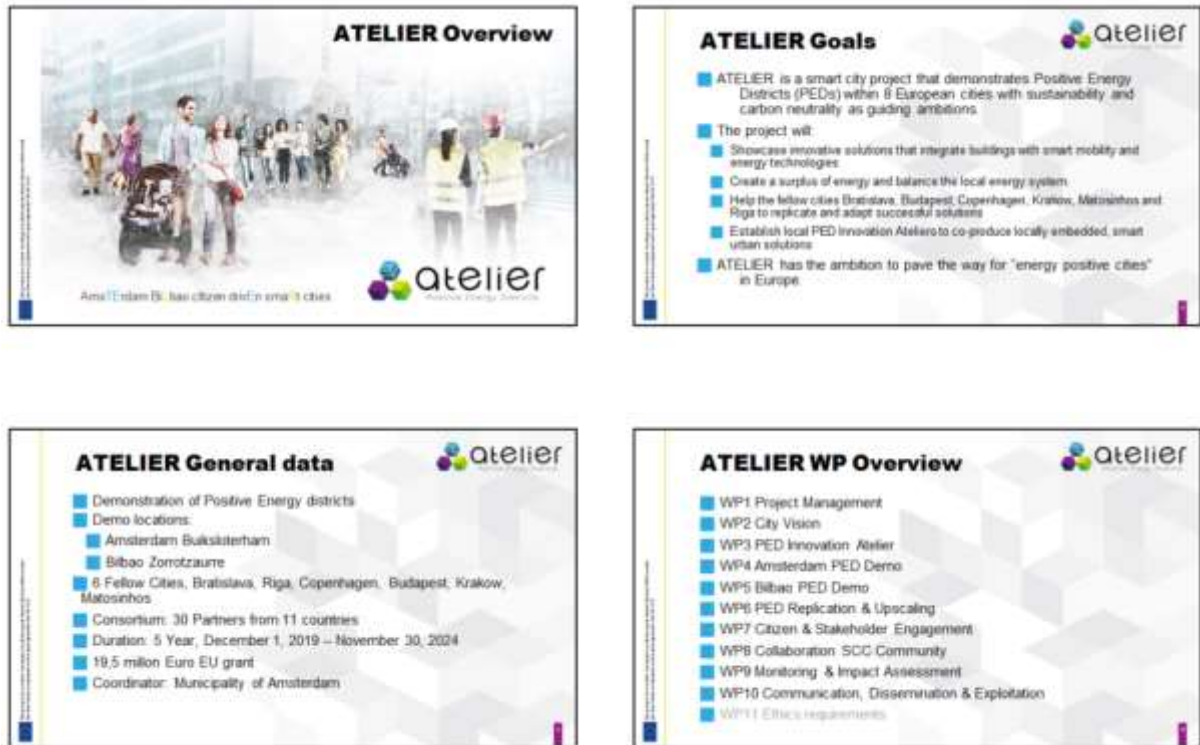 ATELIER Overview
atelier
AmsTErdam BiLbao citizen drivEn smaRt cities
ATELIER Goals
atelier
ATELIER is a smart city project that demonstrates Positive Energy
Districts (PEDs) within 8 European cities with sustainability and
carbon neutrality as guiding ambitions
The project will:
Showcase innovative solutions that integrate buildings with smart mobility and
energy technologies
Create a surplus of energy and balance the local energy system.
Help the fellow cities Bratislava, Budapest, Copenhagen, Krakow, Matosinhos and
Riga to replicate and adapt successful solutions
Establish local PED Innovation Ateliers to co-produce locally embedded, smart
urban solutions
ATELIER has the ambition to pave the way for "energy positive cities"
in Europe
ATELIER General data
atelier
Demonstration of Positive Energy districts
Demo locations:
Amsterdam Buiksloterham
Bilbao Zorrotzaurre
6 Fellow Cities, Bratislava, Riga, Copenhagen, Budapest, Krakow,
Matosinhos
Consortium: 30 Partners from 11 countries
Duration: 5 Year, December 1, 2019 – November 30, 2024
19,5 millon Euro EU grant
Coordinator: Municipality of Amsterdam
ATELIER WP Overview
atelier
WP1 Project Management
WP2 City Vision
WP3 PED Innovation Atelier
WP4 Amsterdam PED Demo
WP5 Bilbao PED Demo
WP6 PED Replication & Upscaling
WP7 Citizen & Stakeholder Engagement
WP8 Collaboration SCC Community
WP9 Monitoring & Impact Assessment
WP10 Communication, Dissemination & Exploitation
WP11 Ethics requirements